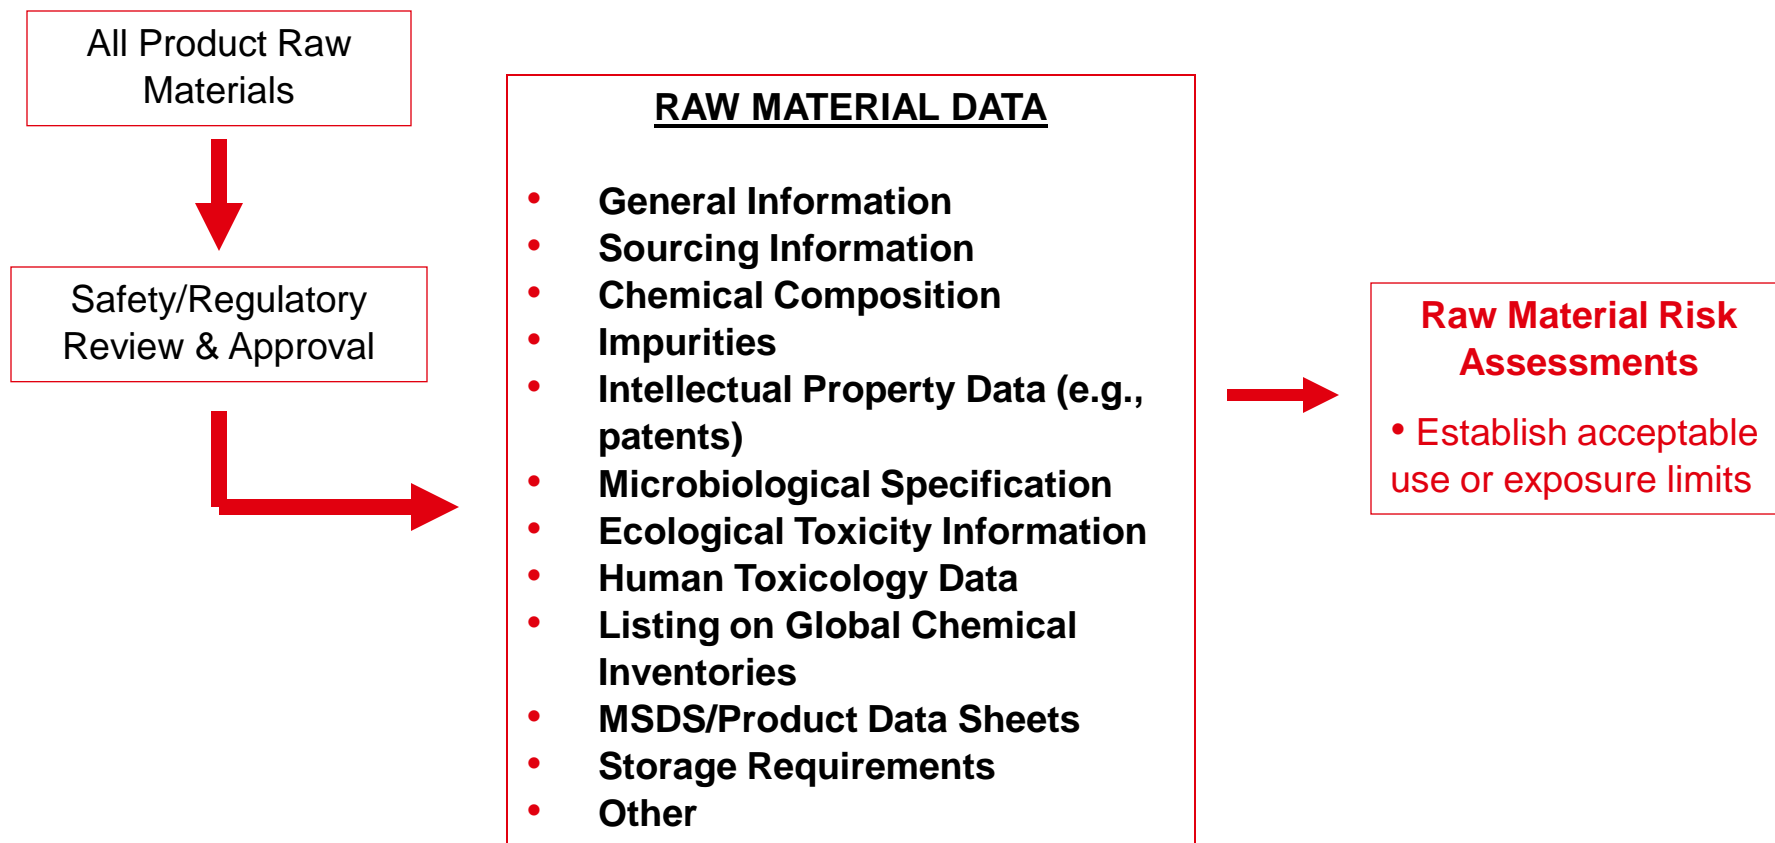 All Product Raw
Materials
Safety/Regulatory
Review & Approval
RAW MATERIAL DATA
• General Information
• Sourcing Information
• Chemical Composition
• Impurities
• Intellectual Property Data (e.g.,
patents)
• Microbiological Specification
• Ecological Toxicity Information
• Human Toxicology Data
• Listing on Global Chemical
Inventories
• MSDS/Product Data Sheets
• Storage Requirements
• Other
Raw Material Risk
Assessments
• Establish acceptable
use or exposure limits